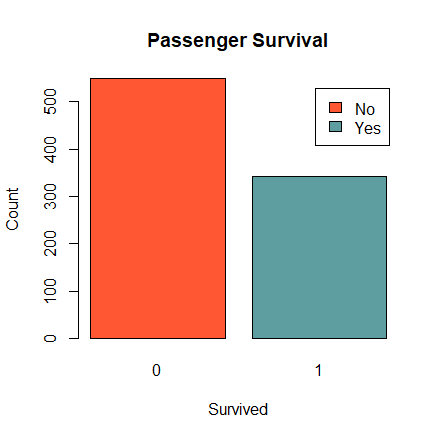 Passenger Survival
No
Yes
500
400
300
200
100
0
Count
0 1
Survived